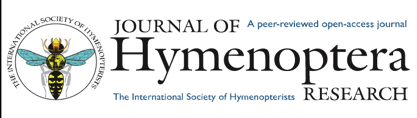 THE INTERNATIONAL SOCIETY OF HYMENOPTERISTS
JOURNAL OF A peer-reviewed open-access journal
Hymenoptera
The International Society of Hymenopterists RESEARCH